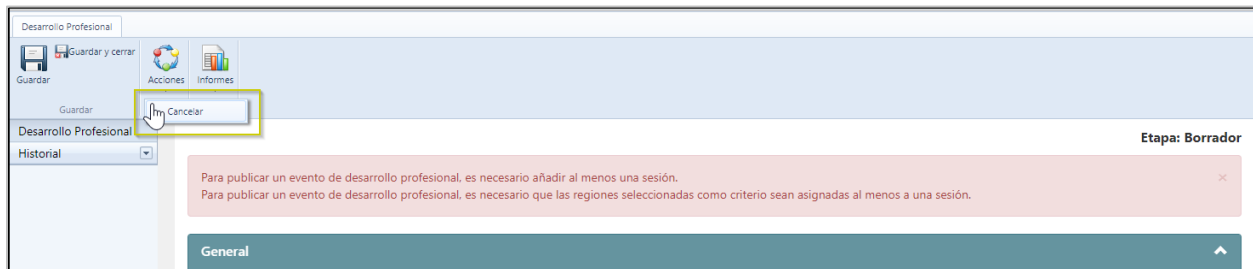 Desarrollo Profesional
Guardar y cerrar
Guardar
Acciones
Informes
Guardar
Cancelar
Desarrollo Profesional
Historial
Etapa: Borrador
Para publicar un evento de desarrollo profesional, es necesario añadir al menos una sesión.
Para publicar un evento de desarrollo profesional, es necesario que las regiones seleccionadas como criterio sean asignadas al menos a una sesión.
General